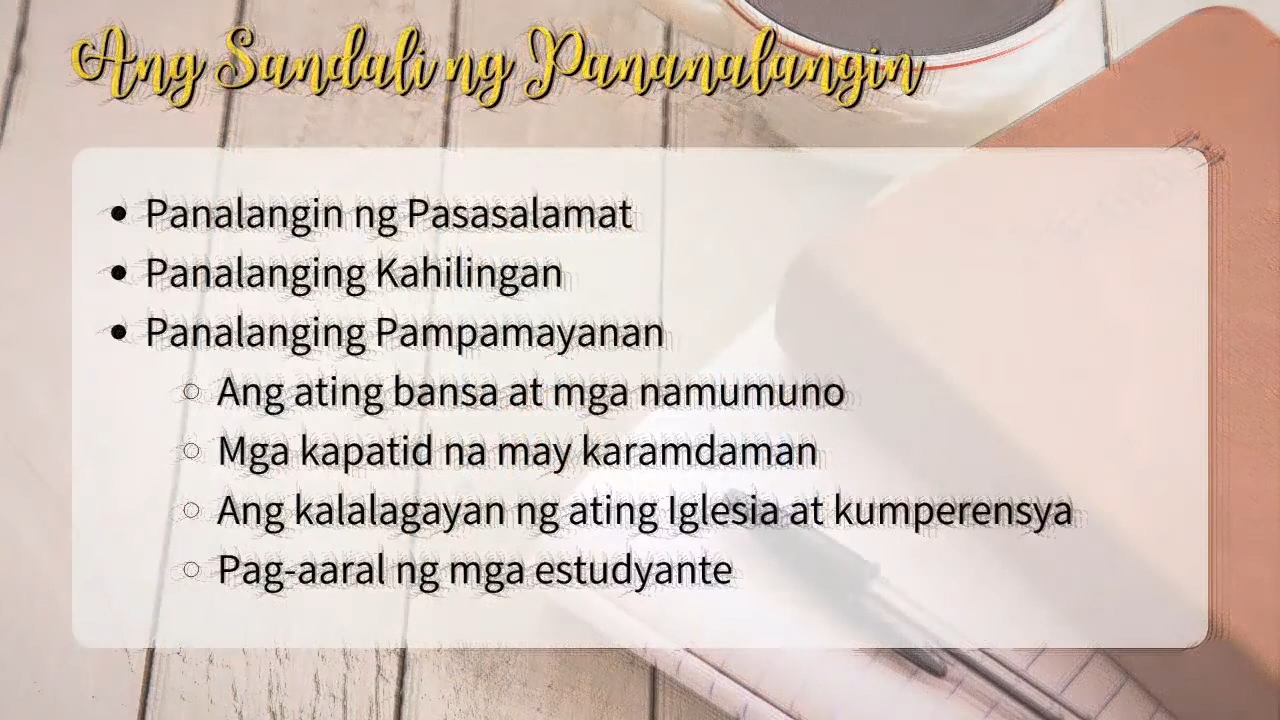 Ang Sandali ng Pananalangin
• Panalangin ng Pasasalamat
• Panalanging Kahilingan
• Panalanging Pampamayanan
○ Ang ating bansa at mga namumuno
○ Mga kapatid na may karamdaman
○ Ang kalalagayan ng ating Iglesia at kumperensya
○ Pag-aaral ng mga estudyante